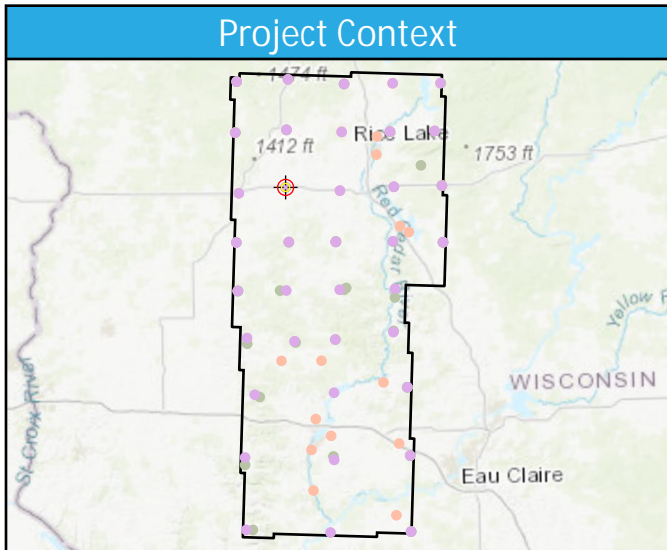 Project Context
1474 ft
Rice Lake
1412 ft
1753 ft
Red Cedar River
Yellow R
WISCONSIN
St Croix River
Eau Claire